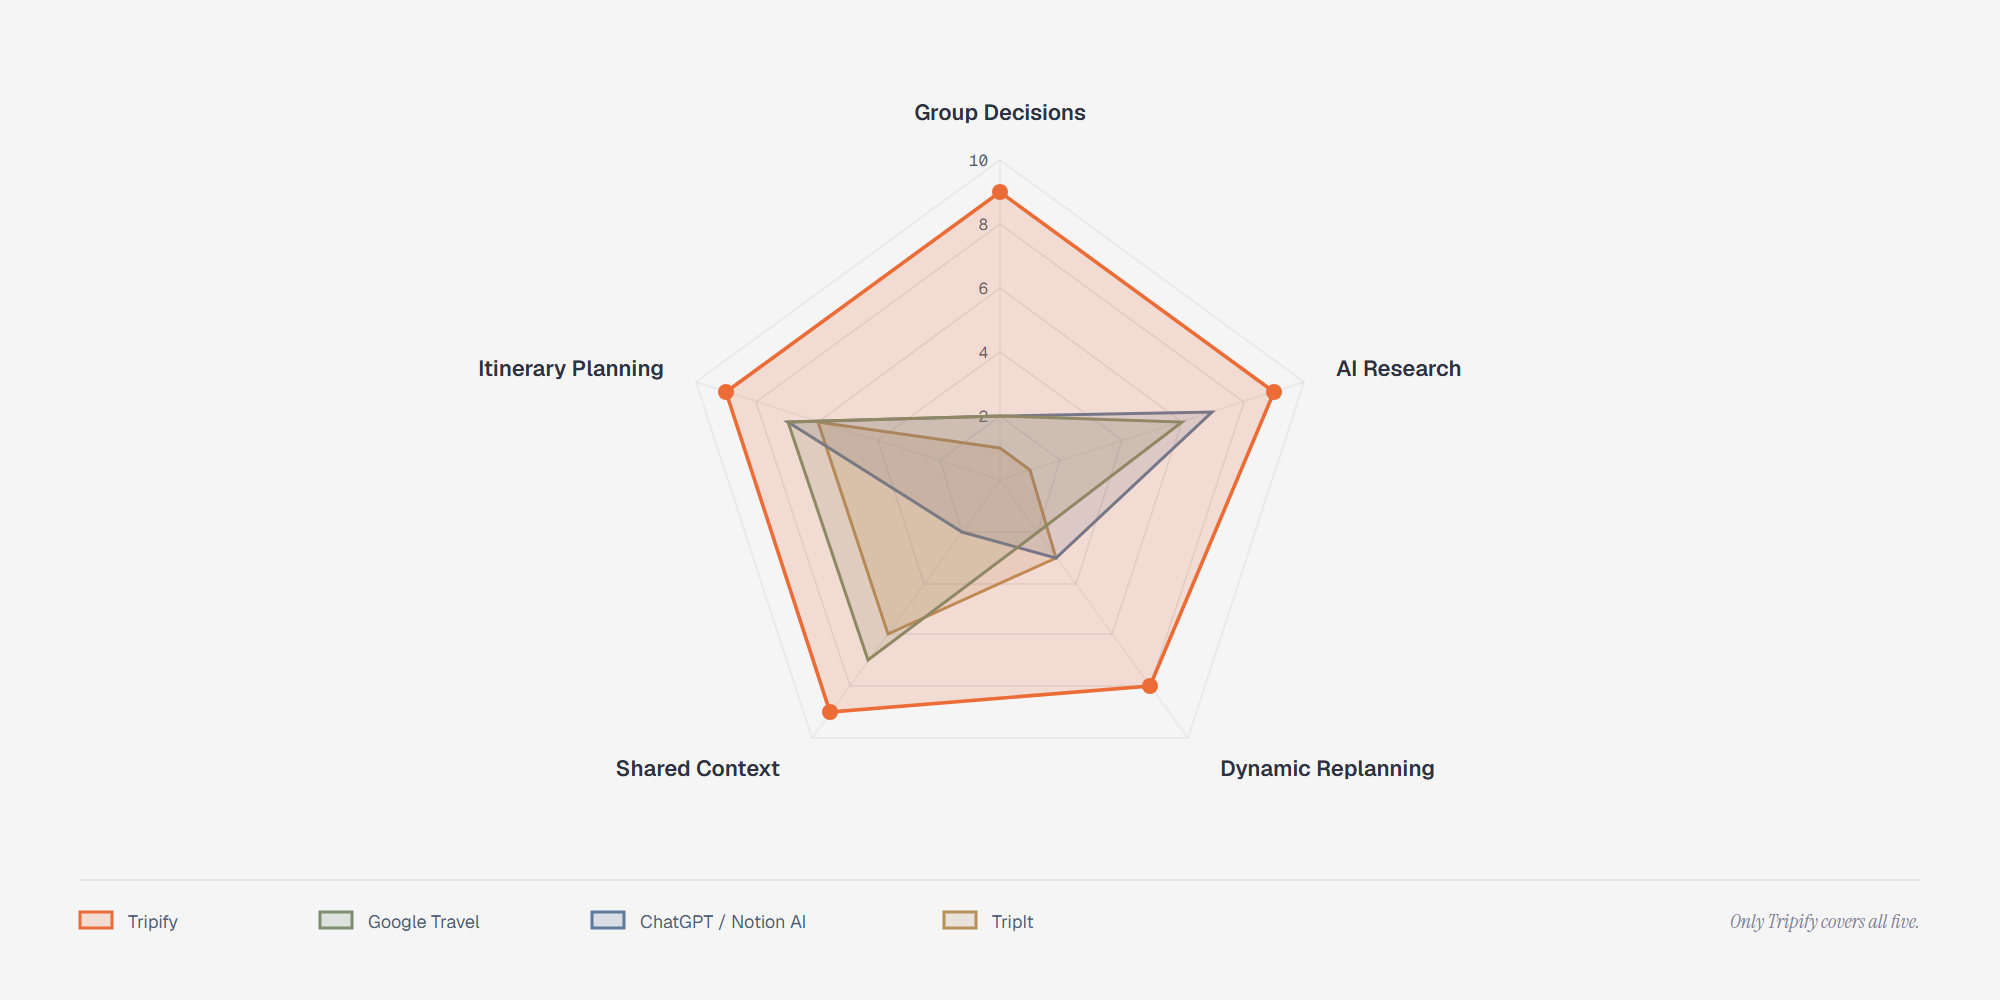 Group Decisions
10
8
6
4
2
Itinerary Planning
AI Research
Shared Context
Dynamic Replanning
Tripify
Google Travel
ChatGPT / Notion AI
TripIt
Only Tripify covers all five.